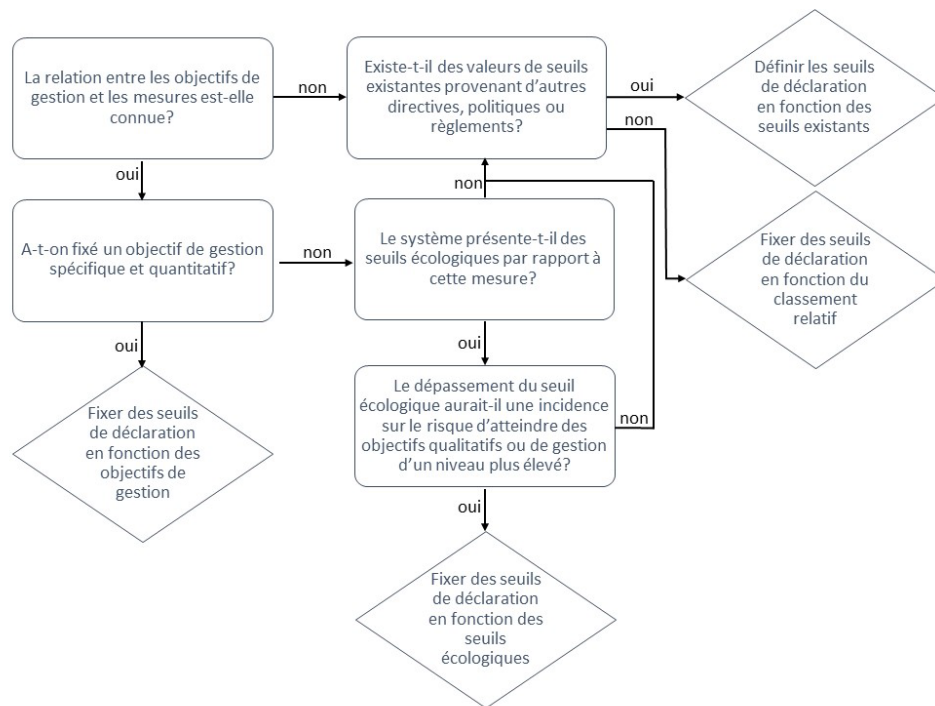 La relation entre les objectifs de
gestion et les mesures est-elle
connue?
non
Existe-t-il des valeurs de seuils
existantes provenant d'autres
directives, politiques ou
règlements?
oui
non
Définir les seuils
de déclaration
en fonction des
seuils existants
oui
non
A-t-on fixé un objectif de gestion
spécifique et quantitatif?
non
Le système présente-t-il des
seuils écologiques par rapport à
cette mesure?
Fixer des seuils
de déclaration
en fonction du
classement
relatif
oui
oui
Fixer des seuils
de déclaration
en fonction des
objectifs de
gestion
Le dépassement du seuil
écologique aurait-il une incidence
sur le risque d'atteindre des
objectifs qualitatifs ou de gestion
d'un niveau plus élevé?
non
oui
Fixer des seuils
de déclaration
en fonction des
seuils
écologiques